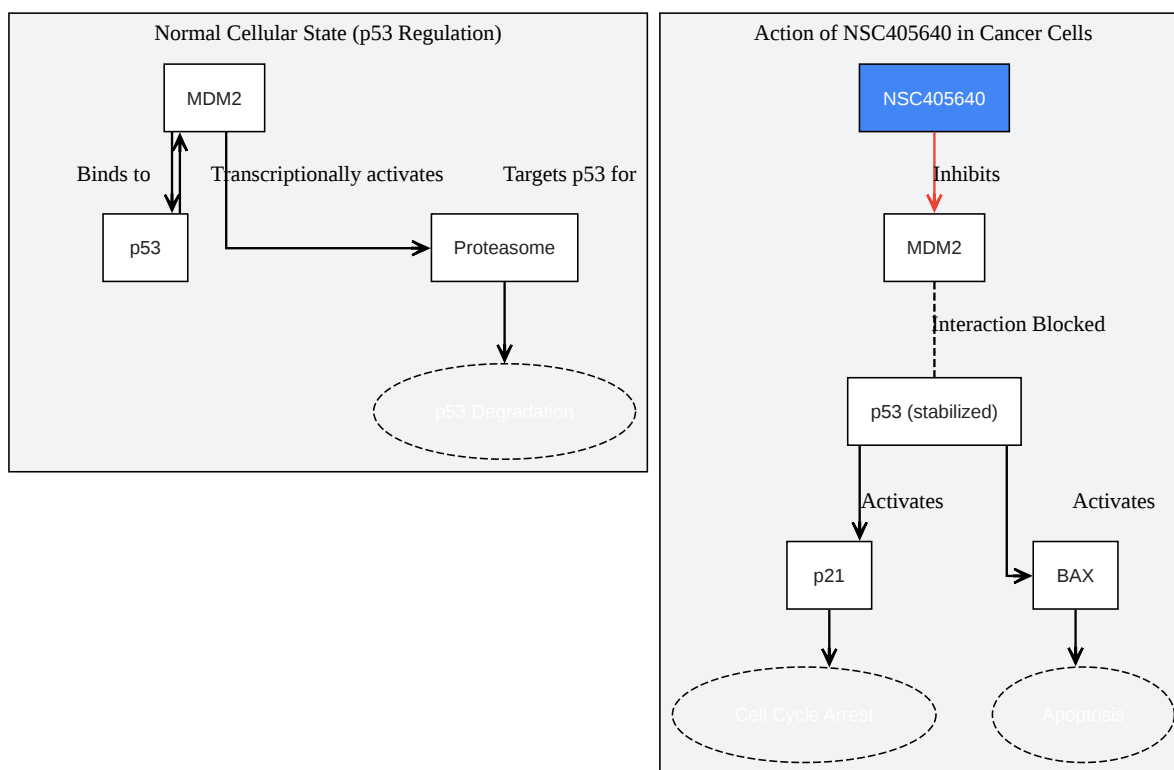 Normal Cellular State (p53 Regulation)
MDM2
Binds to
Transcriptionally activates
Targets p53 for
p53
Proteasome
p53 Degradation
Action of NSC405640 in Cancer Cells
NSC405640
Inhibits
MDM2
Interaction Blocked
p53 (stabilized)
Activates
Activates
p21
BAX
Cell Cycle Arrest
Apoptosis